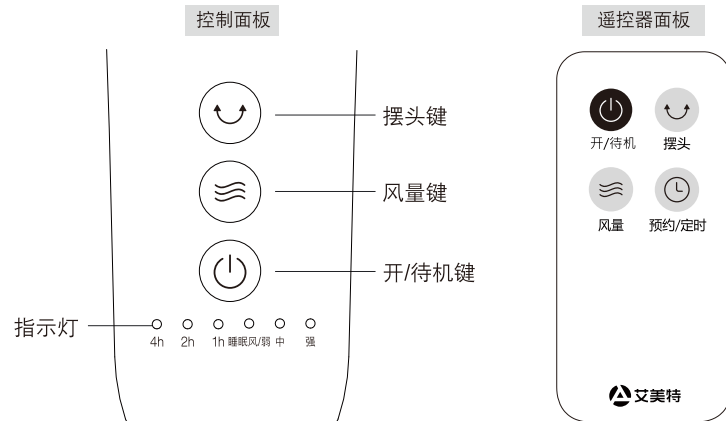 控制面板
遥控器面板
摆头键
风量键
开/待机键
指示灯
4h 2h 1h 睡眠风/弱 中 强
开/待机 摆头
风量 预约/定时
艾美特